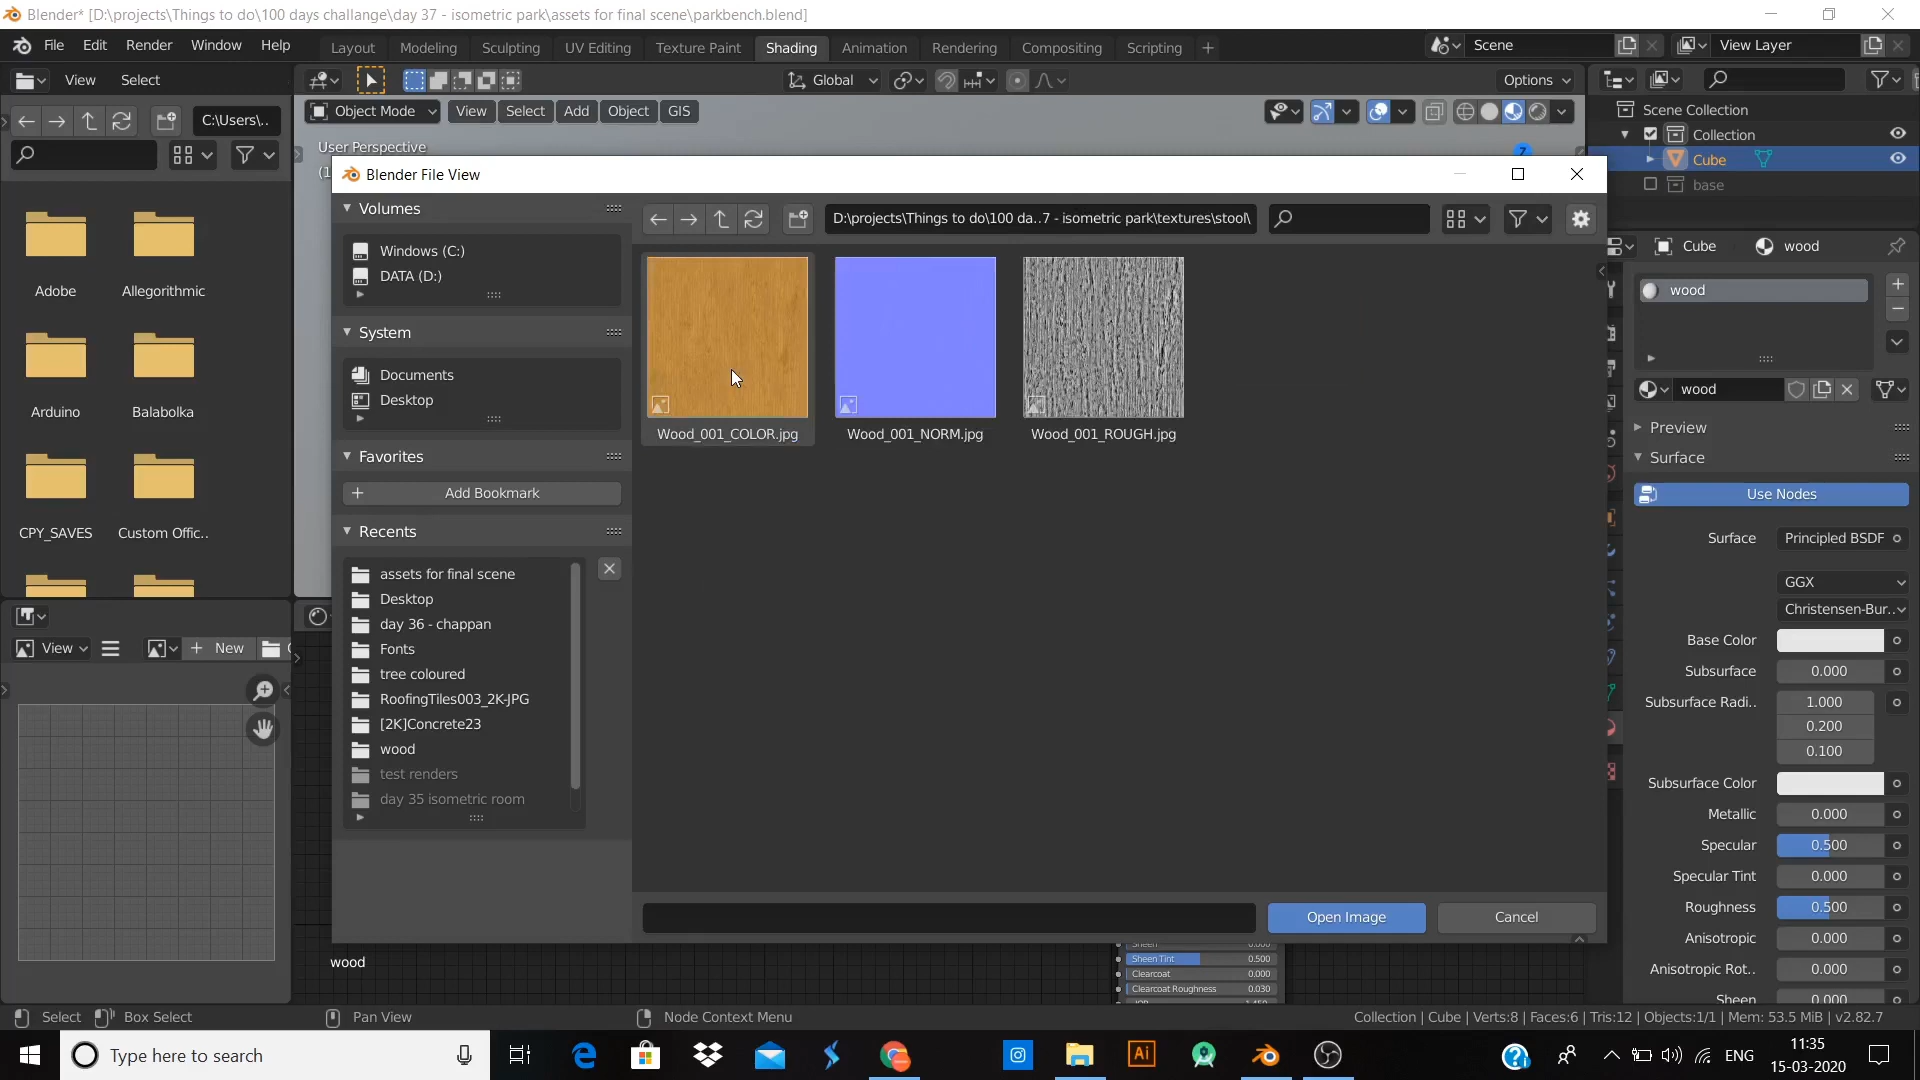 Blender* [D:\projects\Things to do\100 days challange\day 37 - isometric park\assets for final scene\parkbench.blend]
File Edit Render Window Help
Layout Modeling Sculpting UV Editing Texture Paint Shading Animation Rendering Compositing Scripting +
Scene
View Layer
View Select
Global
Options
C:\Users\..
Object Mode View Select Add Object GIS
User Perspective
(1
Z
Scene Collection
Collection
Cube
base
Blender File View
Volumes
Windows (C:)
DATA (D:)
System
Documents
Desktop
Favorites
+ Add Bookmark
Recents
assets for final scene
Desktop
day 36 - chappan
Fonts
tree coloured
RoofingTiles003_2K-JPG
[2K]Concrete23
wood
test renders
day 35 isometric room
D:\projects\Things to do\100 da..7 - isometric park\textures\stool\
Wood_001_COLOR.jpg
Wood_001_NORM.jpg
Wood_001_ROUGH.jpg
Open Image
Cancel
Adobe
Allegorithmic
Arduino
Balabolka
CPY_SAVES
Custom Offic..
View
+ New
Cube
wood
wood
wood
Preview
Surface
Use Nodes
Surface Principled BSDF
GGX
Christensen-Bur..
Base Color
Subsurface 0.000
Subsurface Radi.. 1.000
0.200
0.100
Subsurface Color
Metallic 0.000
Specular 0.500
Specular Tint 0.000
Roughness 0.500
Anisotropic 0.000
Anisotropic Rot.. 0.000
Sheen 0.000
wood
Sheen 0.000
Sheen Tint 0.500
Clearcoat 0.000
Clearcoat Roughness 0.030
Select
Box Select
Pan View
Node Context Menu
Collection | Cube | Verts:8 | Faces:6 | Tris:12 | Objects:1/1 | Mem: 53.5 MiB | v2.82.7
Type here to search
Ai
ENG
11:35
15-03-2020